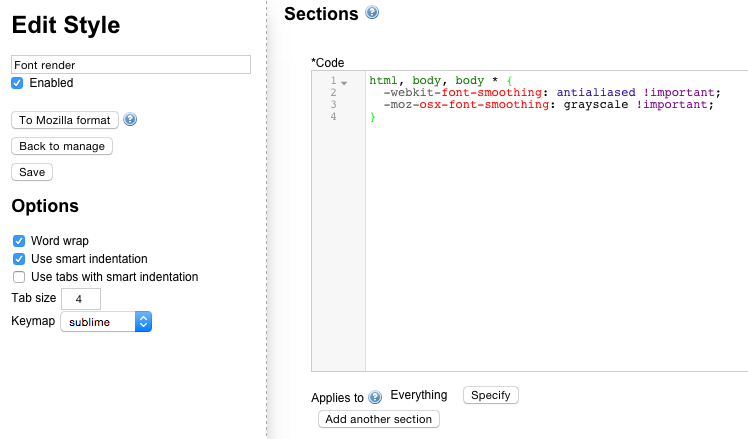 Edit Style
Font render
Enabled
To Mozilla format
Back to manage
Save
Options
Word wrap
Use smart indentation
Use tabs with smart indentation
Tab size 4
Keymap sublime
Sections
*Code
1 html, body, body * {
2 -webkit-font-smoothing: antialiased !important;
3 -moz-osx-font-smoothing: grayscale !important;
4 }
Applies to Everything Specify
Add another section